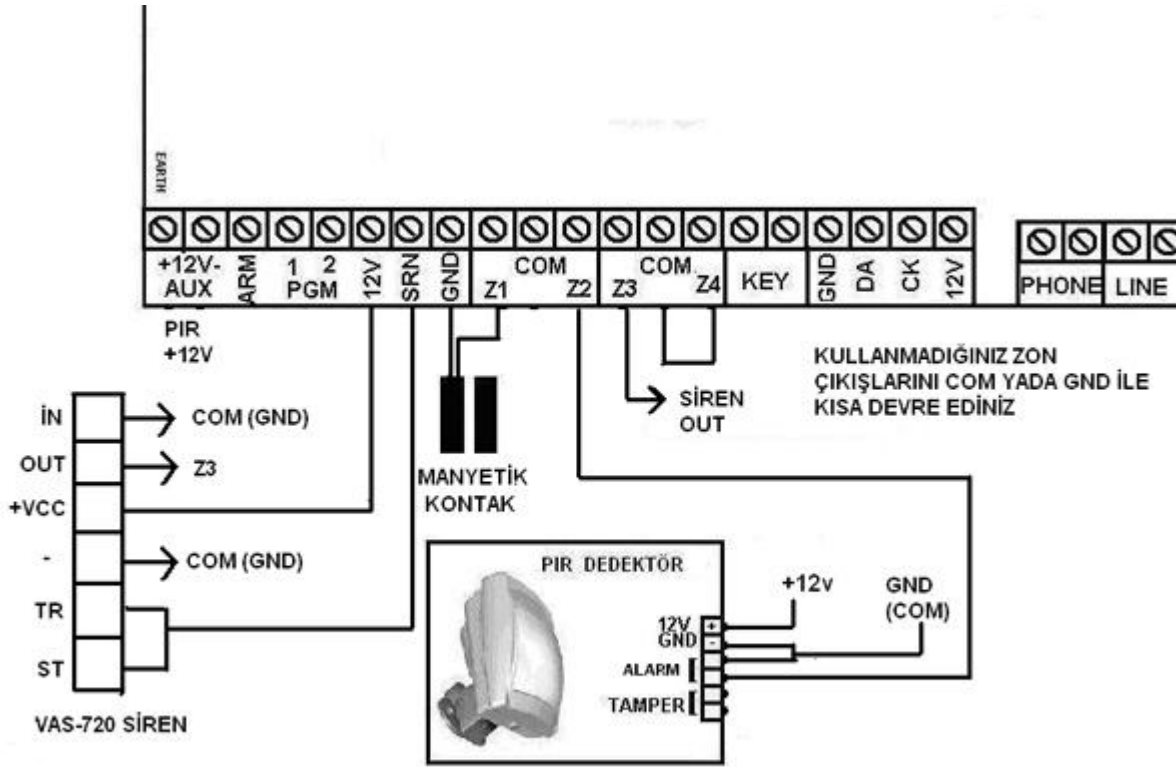 EARTH
+12V-
AUX
ARM
1 2
PGM
12V
SRN
GND
COM
Z1 Z2
COM
Z3 Z4
KEY
GND
DA
CK
12V
PHONE
LINE
PIR
+12V
KULLANMADIĞINIZ ZON
ÇIKIŞLARINI COM YADA GND İLE
KISA DEVRE EDİNİZ
SİREN
OUT
MANYETİK
KONTAK
İN
COM (GND)
OUT
Z3
+VCC
-
COM (GND)
TR
ST
VAS-720 SİREN
PIR DEDEKTÖR
12V +
GND -
ALARM
TAMPER
+12v
GND
(COM)